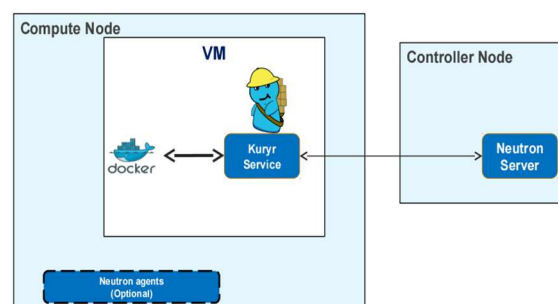 Compute Node
VM
Controller Node
docker
Kuryr
Service
Neutron
Server
Neutron agents
(Optional)